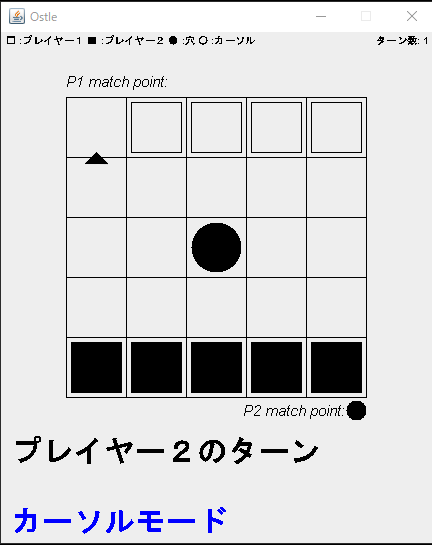 Ostle
□ :プレイヤー1 ■ :プレイヤー2 ● :穴 ○ :カーソル
ターン数: 1
P1 match point:
P2 match point:
プレイヤー２のターン
カーソルモード